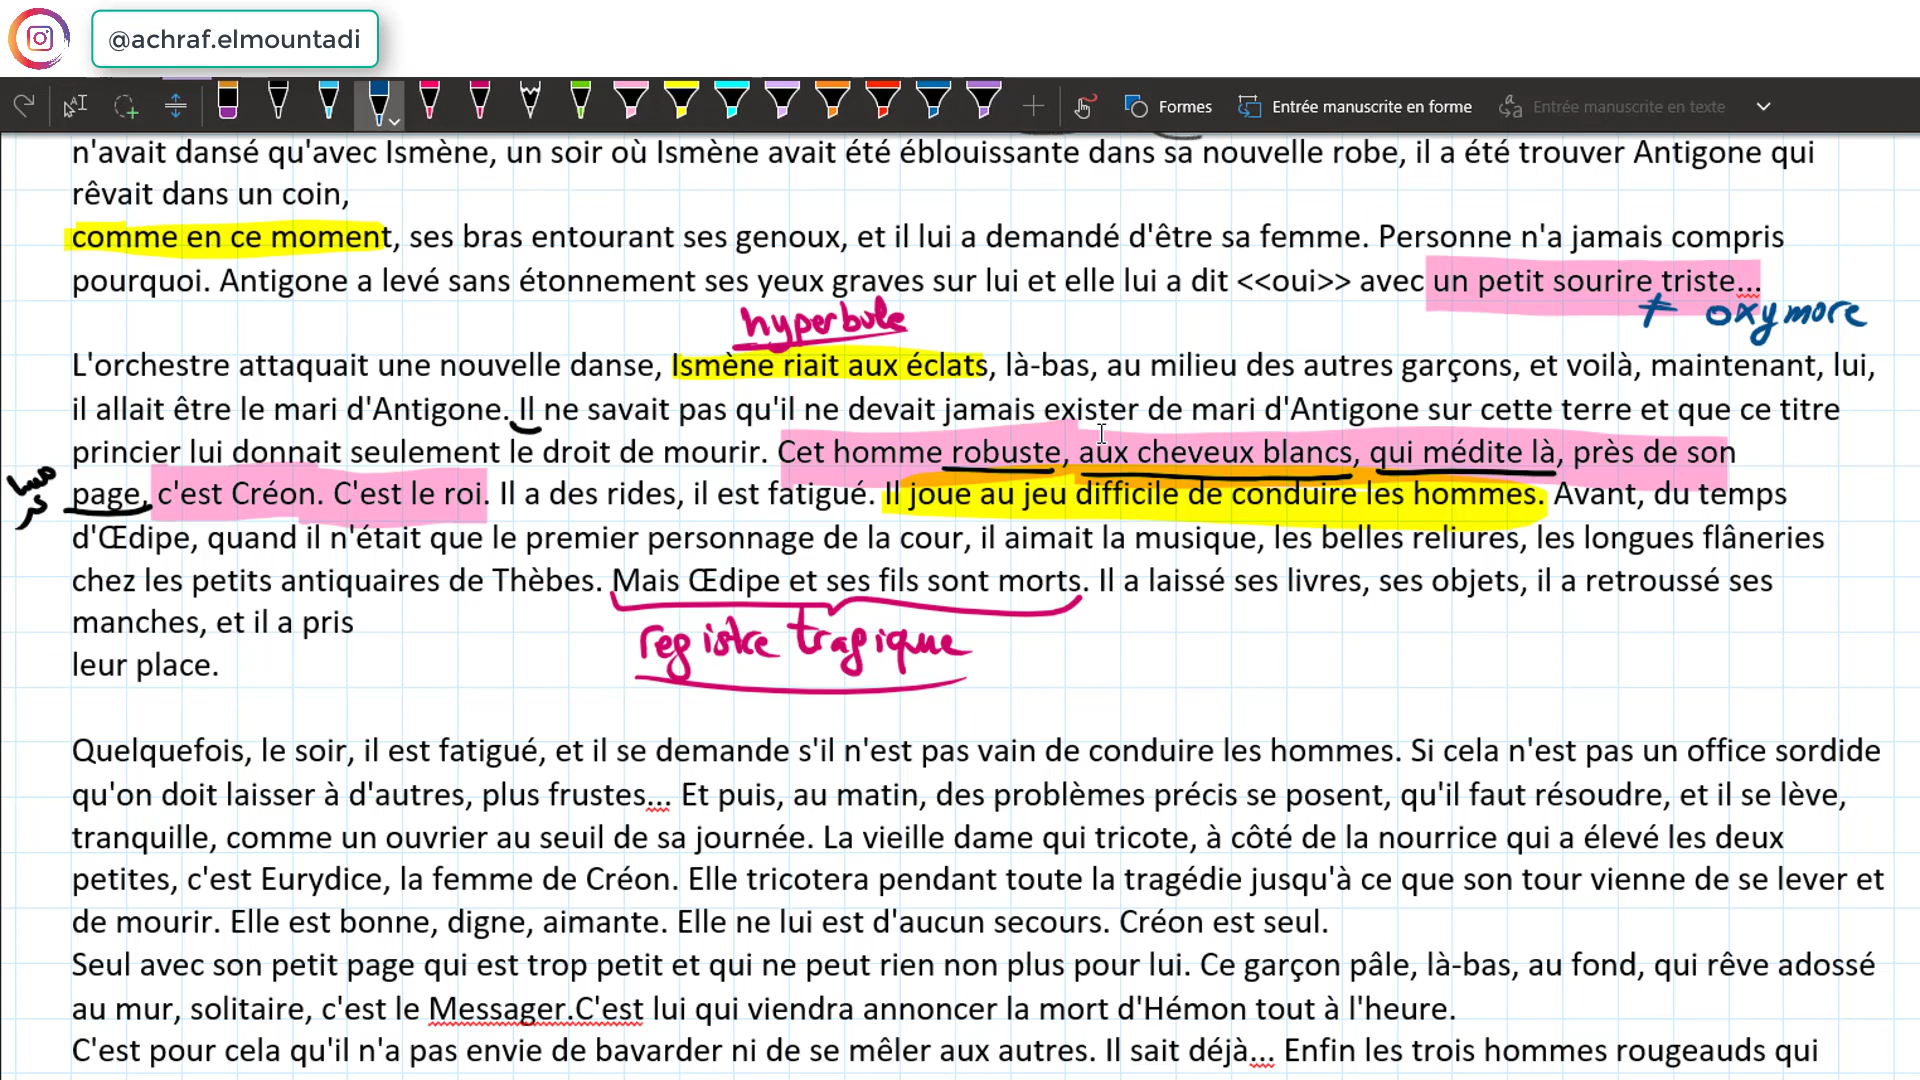 @achraf.elmountadi
Formes Entrée manuscrite en forme Entrée manuscrite en texte
n'avait dansé qu'avec Ismène, un soir où Ismène avait été éblouissante dans sa nouvelle robe, il a été trouver Antigone qui
rêvait dans un coin,
comme en ce moment, ses bras entourant ses genoux, et il lui a demandé d'être sa femme. Personne n'a jamais compris
pourquoi. Antigone a levé sans étonnement ses yeux graves sur lui et elle lui a dit <<oui>> avec un petit sourire triste...
hyperbole
oxymore
L'orchestre attaquait une nouvelle danse, Ismène riait aux éclats, là-bas, au milieu des autres garçons, et voilà, maintenant, lui,
il allait être le mari d'Antigone. Il ne savait pas qu'il ne devait jamais exister de mari d'Antigone sur cette terre et que ce titre
princier lui donnait seulement le droit de mourir. Cet homme robuste, aux cheveux blancs, qui médite là, près de son
page, c'est Créon. C'est le roi. Il a des rides, il est fatigué. Il joue au jeu difficile de conduire les hommes. Avant, du temps
d'Œdipe, quand il n'était que le premier personnage de la cour, il aimait la musique, les belles reliures, les longues flâneries
chez les petits antiquaires de Thèbes. Mais Œdipe et ses fils sont morts. Il a laissé ses livres, ses objets, il a retroussé ses
manches, et il a pris
registre tragique
leur place.
Quelquefois, le soir, il est fatigué, et il se demande s'il n'est pas vain de conduire les hommes. Si cela n'est pas un office sordide
qu'on doit laisser à d'autres, plus frustes... Et puis, au matin, des problèmes précis se posent, qu'il faut résoudre, et il se lève,
tranquille, comme un ouvrier au seuil de sa journée. La vieille dame qui tricote, à côté de la nourrice qui a élevé les deux
petites, c'est Eurydice, la femme de Créon. Elle tricotera pendant toute la tragédie jusqu'à ce que son tour vienne de se lever et
de mourir. Elle est bonne, digne, aimante. Elle ne lui est d'aucun secours. Créon est seul.
Seul avec son petit page qui est trop petit et qui ne peut rien non plus pour lui. Ce garçon pâle, là-bas, au fond, qui rêve adossé
au mur, solitaire, c'est le Messager.C'est lui qui viendra annoncer la mort d'Hémon tout à l'heure.
C'est pour cela qu'il n'a pas envie de bavarder ni de se mêler aux autres. Il sait déjà... Enfin les trois hommes rougeauds qui